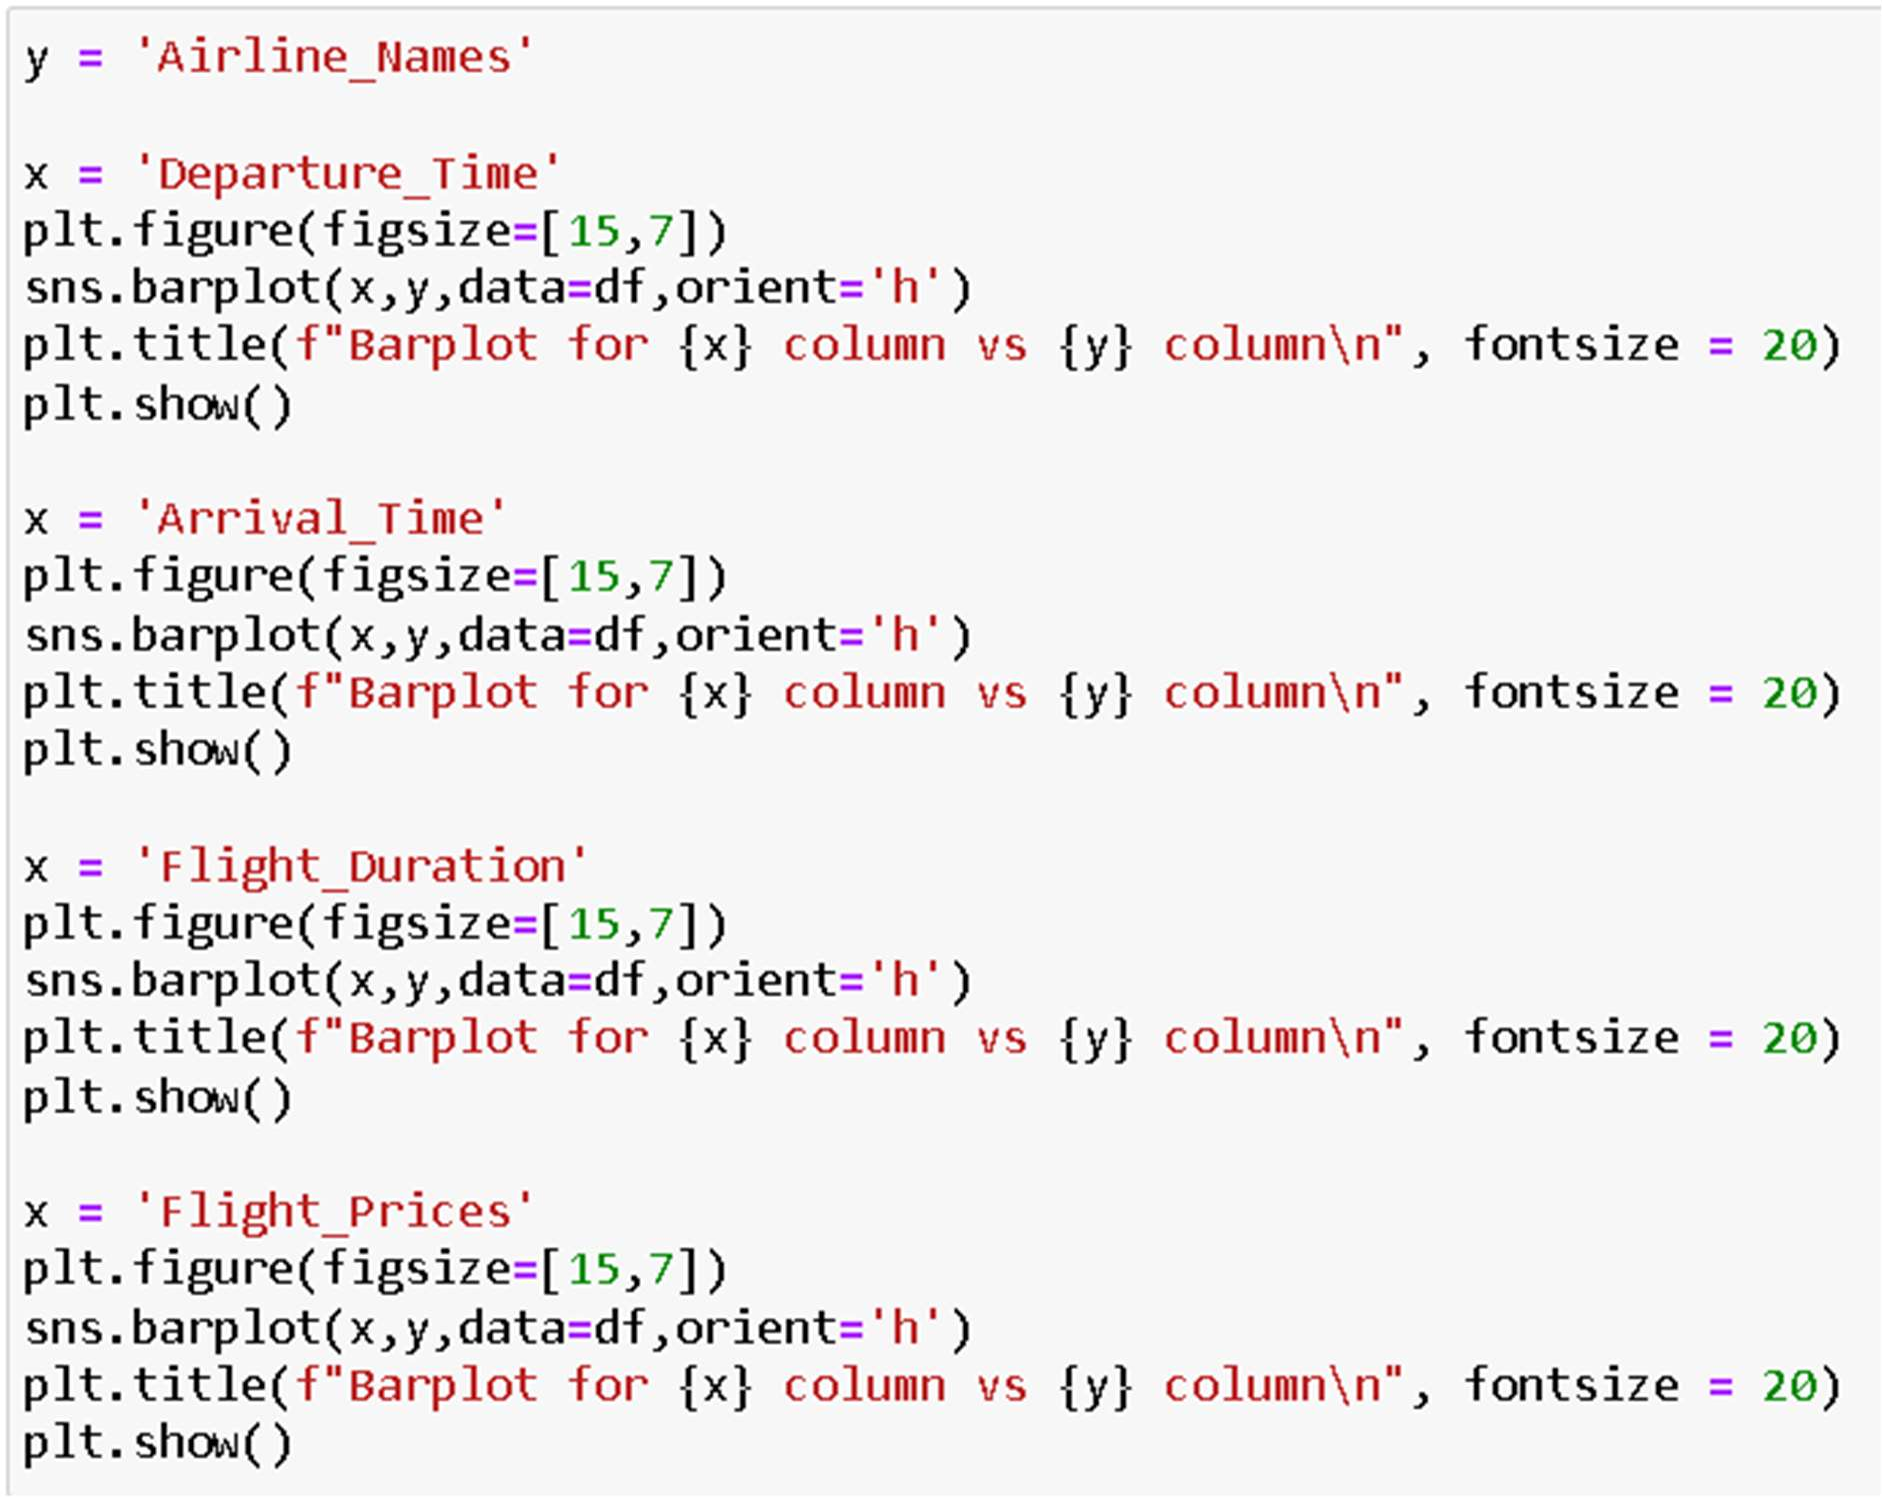 y = 'Airline_Names'
x = 'Departure_Time'
plt.figure(figsize=[15,7])
sns.barplot(x,y,data=df,orient='h')
plt.title(f"Barplot for {x} column vs {y} column\n", fontsize = 20)
plt.show()
x = 'Arrival_Time'
plt.figure(figsize=[15,7])
sns.barplot(x,y,data=df,orient='h')
plt.title(f"Barplot for {x} column vs {y} column\n", fontsize = 20)
plt.show()
x = 'Flight_Duration'
plt.figure(figsize=[15,7])
sns.barplot(x,y,data=df,orient='h')
plt.title(f"Barplot for {x} column vs {y} column\n", fontsize = 20)
plt.show()
x = 'Flight_Prices'
plt.figure(figsize=[15,7])
sns.barplot(x,y,data=df,orient='h')
plt.title(f"Barplot for {x} column vs {y} column\n", fontsize = 20)
plt.show()